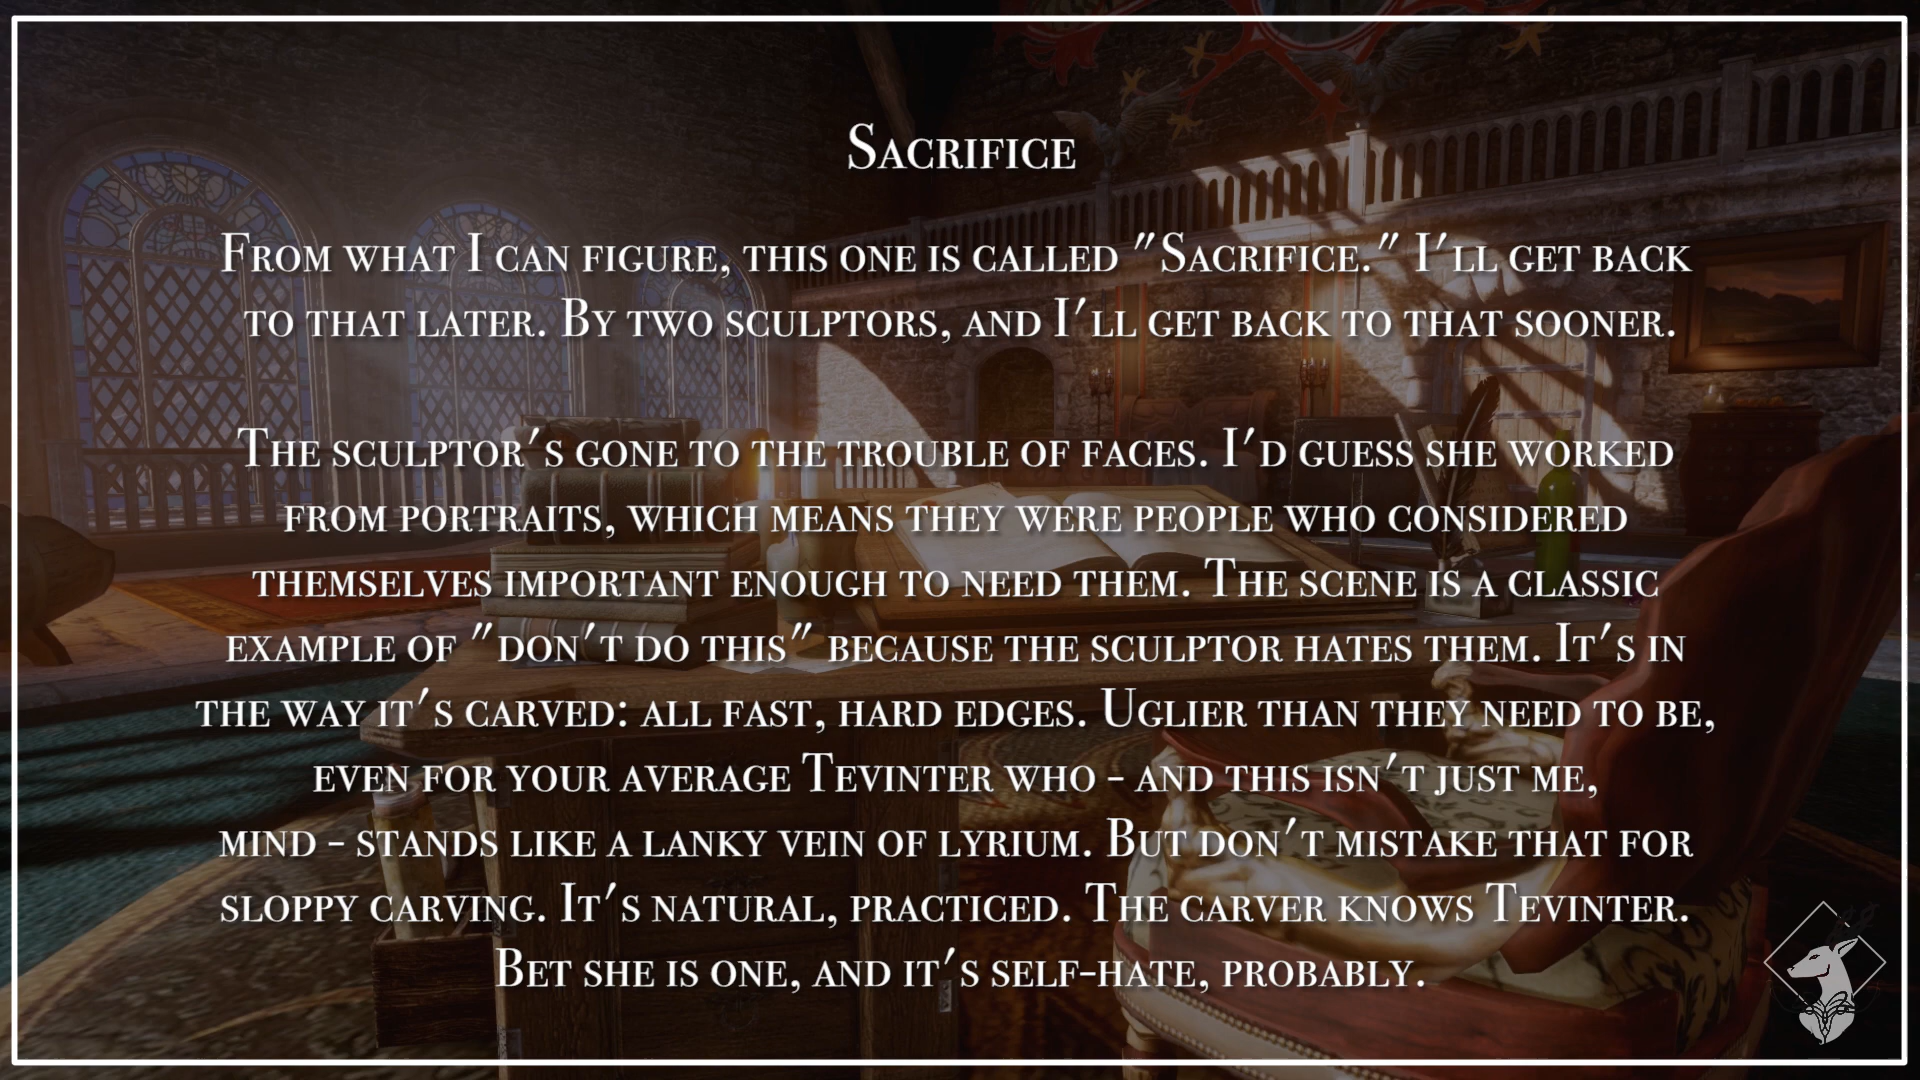 Sacrifice
From what I can figure, this one is called "Sacrifice." I'll get back
to that later. By two sculptors, and I'll get back to that sooner.
The sculptor's gone to the trouble of faces. I'd guess she worked
from portraits, which means they were people who considered
themselves important enough to need them. The scene is a classic
example of "don't do this" because the sculptor hates them. It's in
the way it's carved: all fast, hard edges. Uglier than they need to be,
even for your average Tevinter who - and this isn't just me,
mind - stands like a lanky vein of lyrium. But don't mistake that for
sloppy carving. It's natural, practiced. The carver knows Tevinter.
Bet she is one, and it's self-hate, probably.